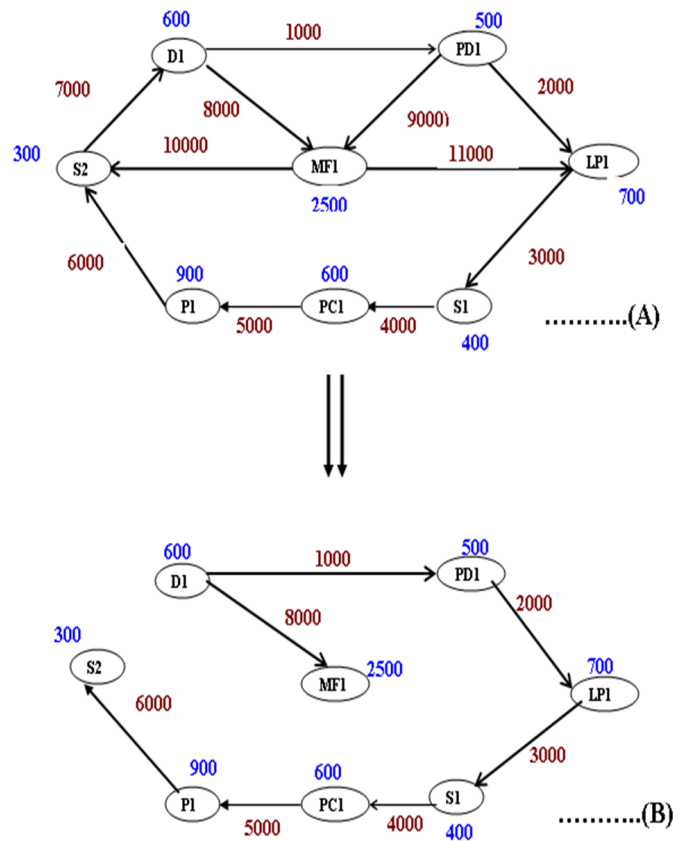 600
1000
500
D1
PD1
7000
8000
9000)
2000
10000
11000
300
S2
MF1
LP1
2500
700
6000
900
600
3000
P1
PC1
S1
5000
4000
400
............(A)
600
1000
500
D1
PD1
8000
2000
300
S2
2500
MF1
700
LP1
6000
3000
900
600
P1
PC1
S1
5000
4000
400
............(B)